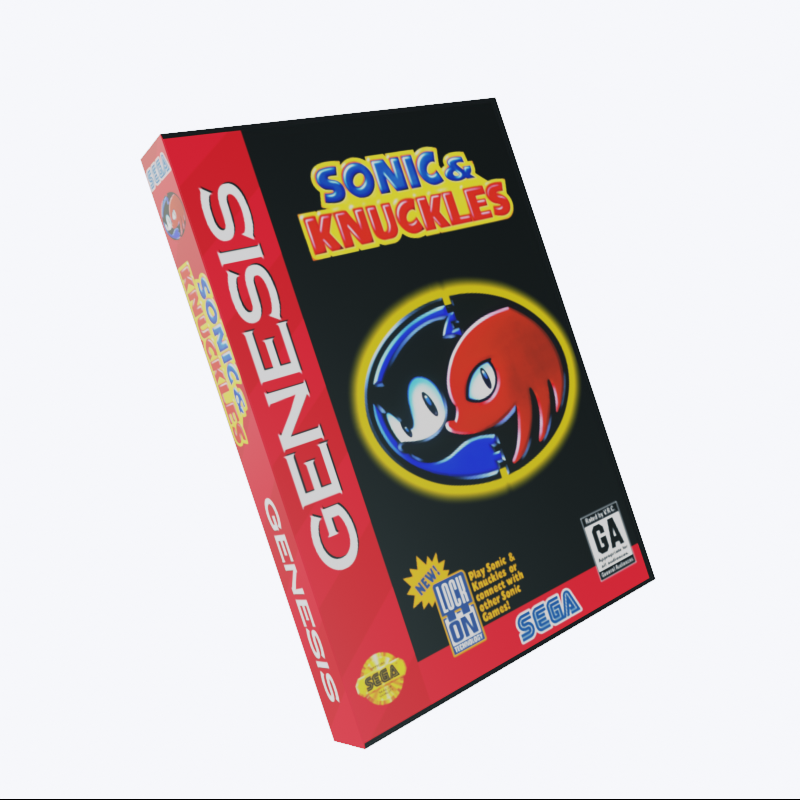 SONIC &
KNUCKLES
GENESIS
SEGA
SONIC &
KNUCKLES
GENESIS
NEW!
LOCK
ON
TECHNOLOGY
Play Sonic &
Knuckles or
connect with
other Sonic
Games!
SEGA
SEGA
Rated by V.R.C.
GA
General Audiences